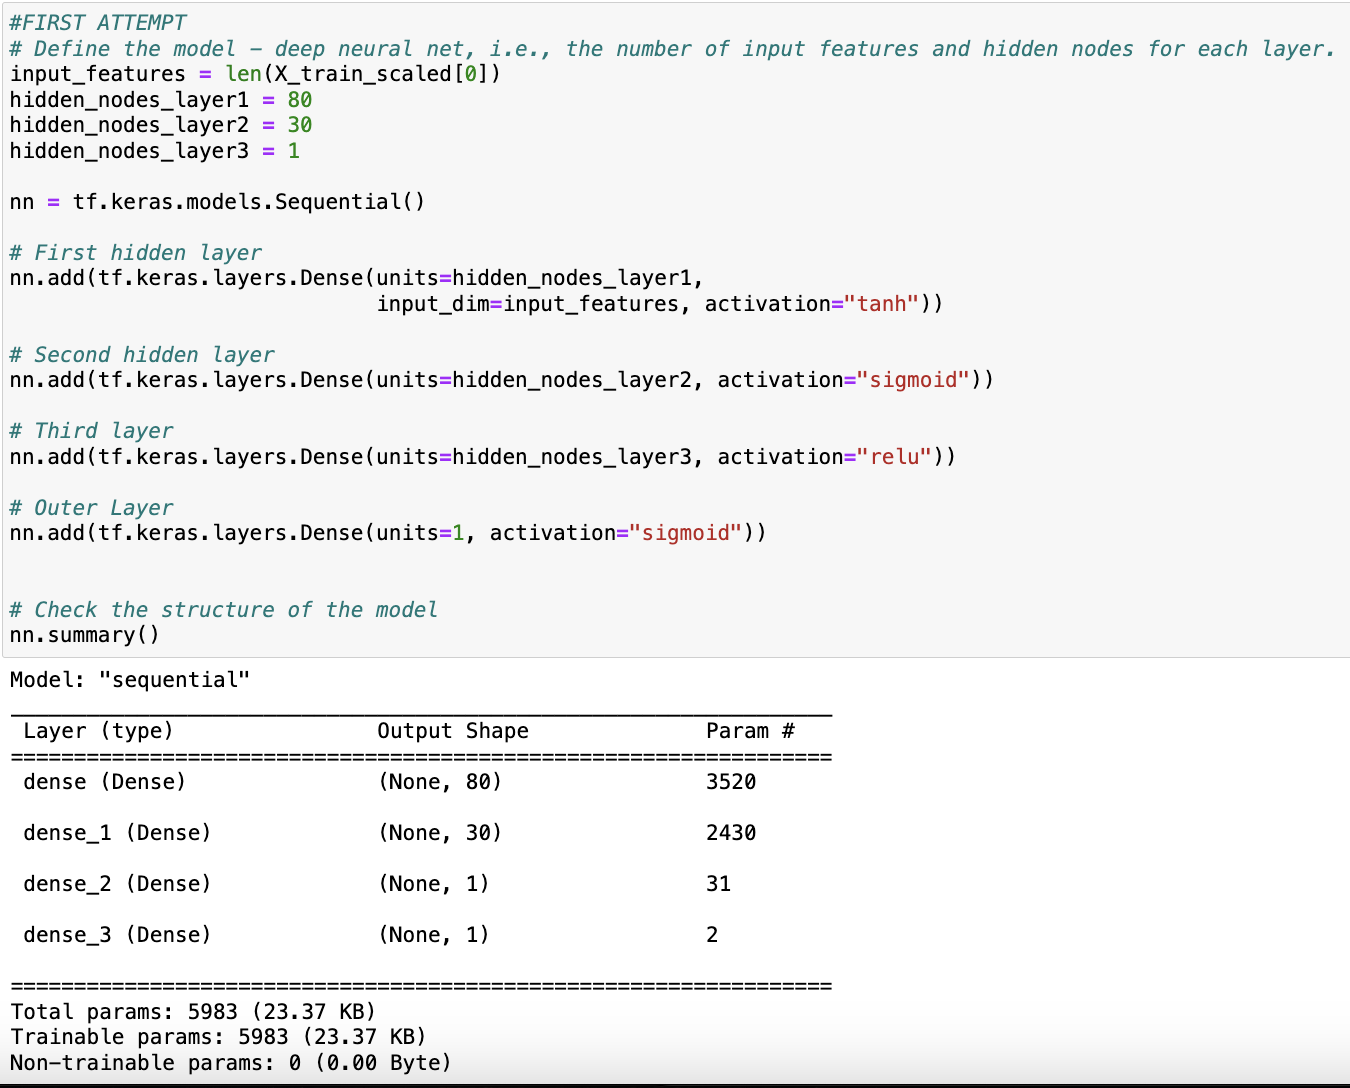 #FIRST ATTEMPT
# Define the model – deep neural net, i.e., the number of input features and hidden nodes for each layer.
input_features = len(X_train_scaled[0])
hidden_nodes_layer1 = 80
hidden_nodes_layer2 = 30
hidden_nodes_layer3 = 1
nn = tf.keras.models.Sequential()
# First hidden layer
nn.add(tf.keras.layers.Dense(units=hidden_nodes_layer1,
input_dim=input_features, activation="tanh"))
# Second hidden layer
nn.add(tf.keras.layers.Dense(units=hidden_nodes_layer2, activation="sigmoid"))
# Third layer
nn.add(tf.keras.layers.Dense(units=hidden_nodes_layer3, activation="relu"))
# Outer Layer
nn.add(tf.keras.layers.Dense(units=1, activation="sigmoid"))
# Check the structure of the model
nn.summary()
Model: "sequential"
_________________________________________________________________
Layer (type) Output Shape Param #
=================================================================
dense (Dense) (None, 80) 3520
dense_1 (Dense) (None, 30) 2430
dense_2 (Dense) (None, 1) 31
dense_3 (Dense) (None, 1) 2
=================================================================
Total params: 5983 (23.37 KB)
Trainable params: 5983 (23.37 KB)
Non-trainable params: 0 (0.00 Byte)